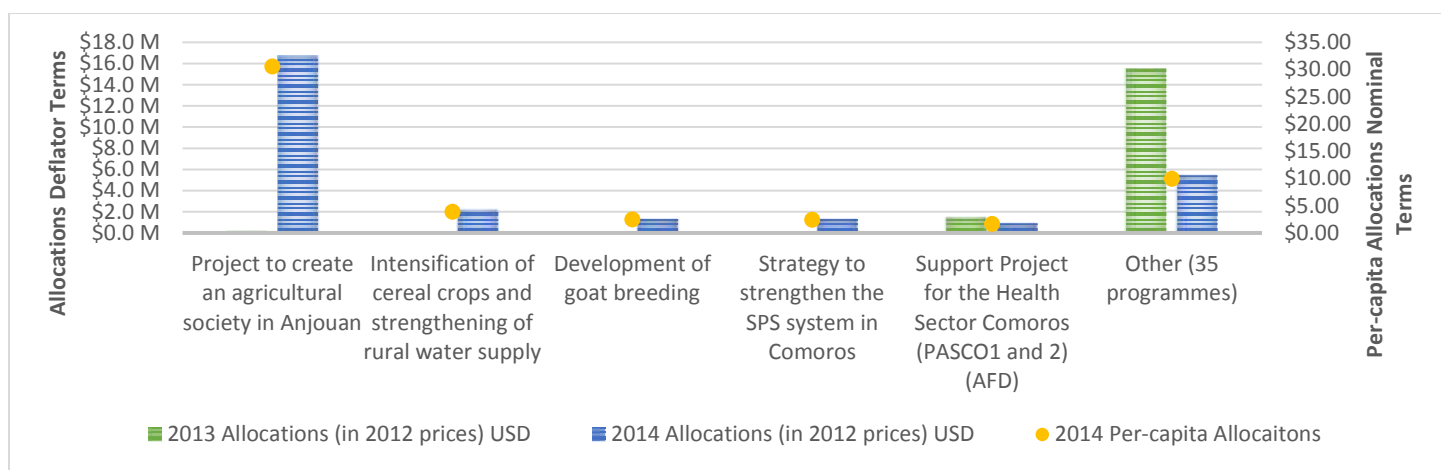 Allocations Deflator Terms
$18.0 M
$16.0 M
$14.0 M
$12.0 M
$10.0 M
$8.0 M
$6.0 M
$4.0 M
$2.0 M
$0.0 M
$35.00
$30.00
$25.00
$20.00
$15.00
$10.00
$5.00
$0.00
Per-capita Allocations Nominal
Terms
Project to create
an agricultural
society in Anjouan
Intensification of
cereal crops and
strengthening of
rural water supply
Development of
goat breeding
Strategy to
strengthen the
SPS system in
Comoros
Support Project
for the Health
Sector Comoros
(PASCO1 and 2)
(AFD)
Other (35
programmes)
2013 Allocations (in 2012 prices) USD
2014 Allocations (in 2012 prices) USD
2014 Per-capita Allocaitons